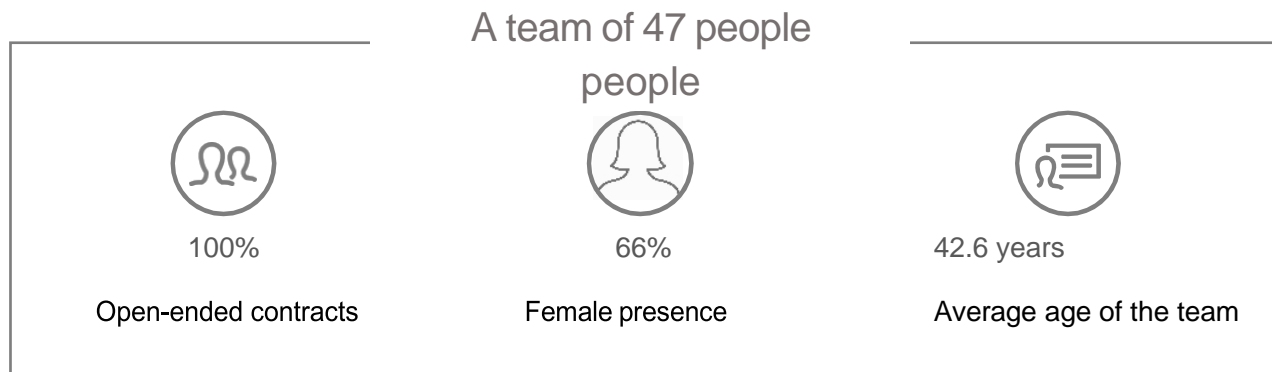 A team of 47 people
people
100%
66%
42.6 years
Open-ended contracts
Female presence
Average age of the team